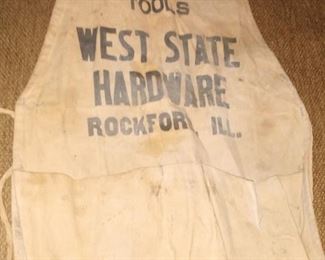 TOOLS
WEST STATE
HARDWARE
ROCKFORD, ILL.